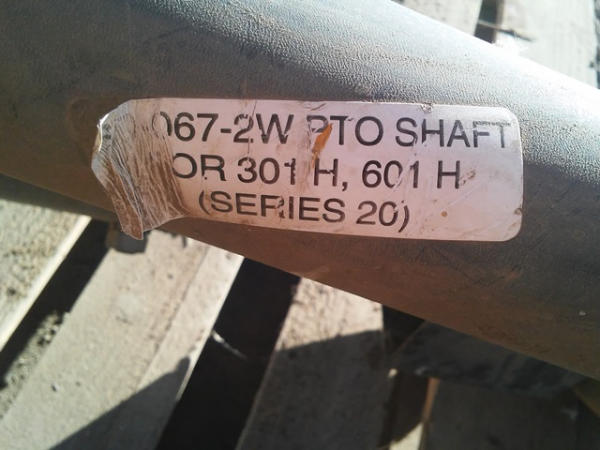 067-2W PTO SHAFT
OR 301 H, 601 H
(SERIES 20)